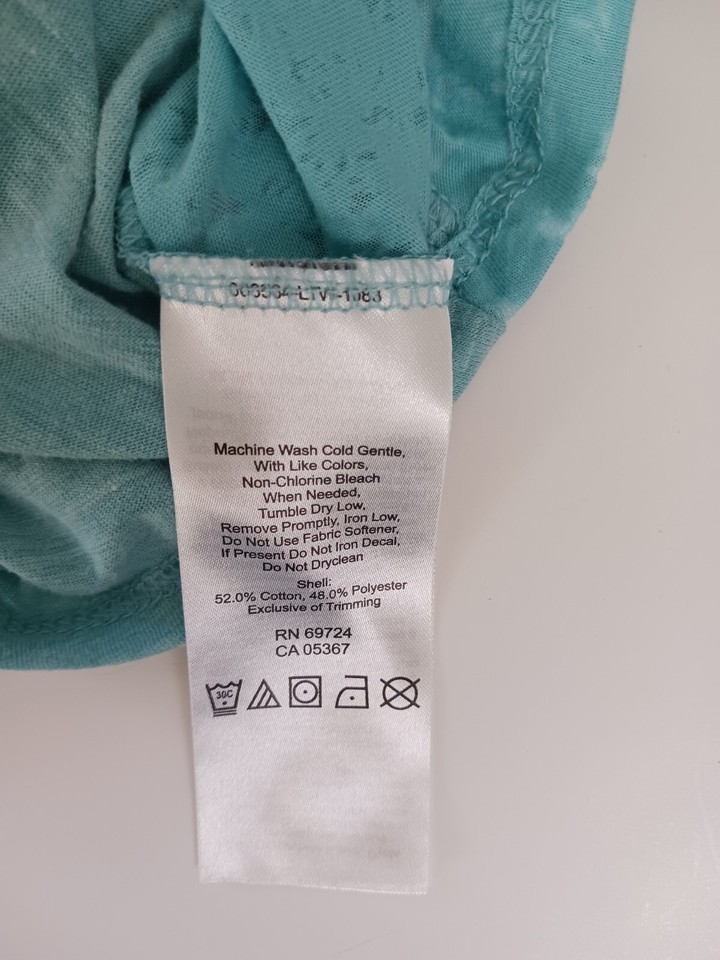 Machine Wash Cold Gentle,
With Like Colors,
Non-Chlorine Bleach
When Needed,
Tumble Dry Low,
Remove Promptly, Iron Low,
Do Not Use Fabric Softener,
If Present Do Not Iron Decal,
Do Not Dryclean
Shell:
52.0% Cotton, 48.0% Polyester
Exclusive of Trimming
RN 69724
CA 05367
30C